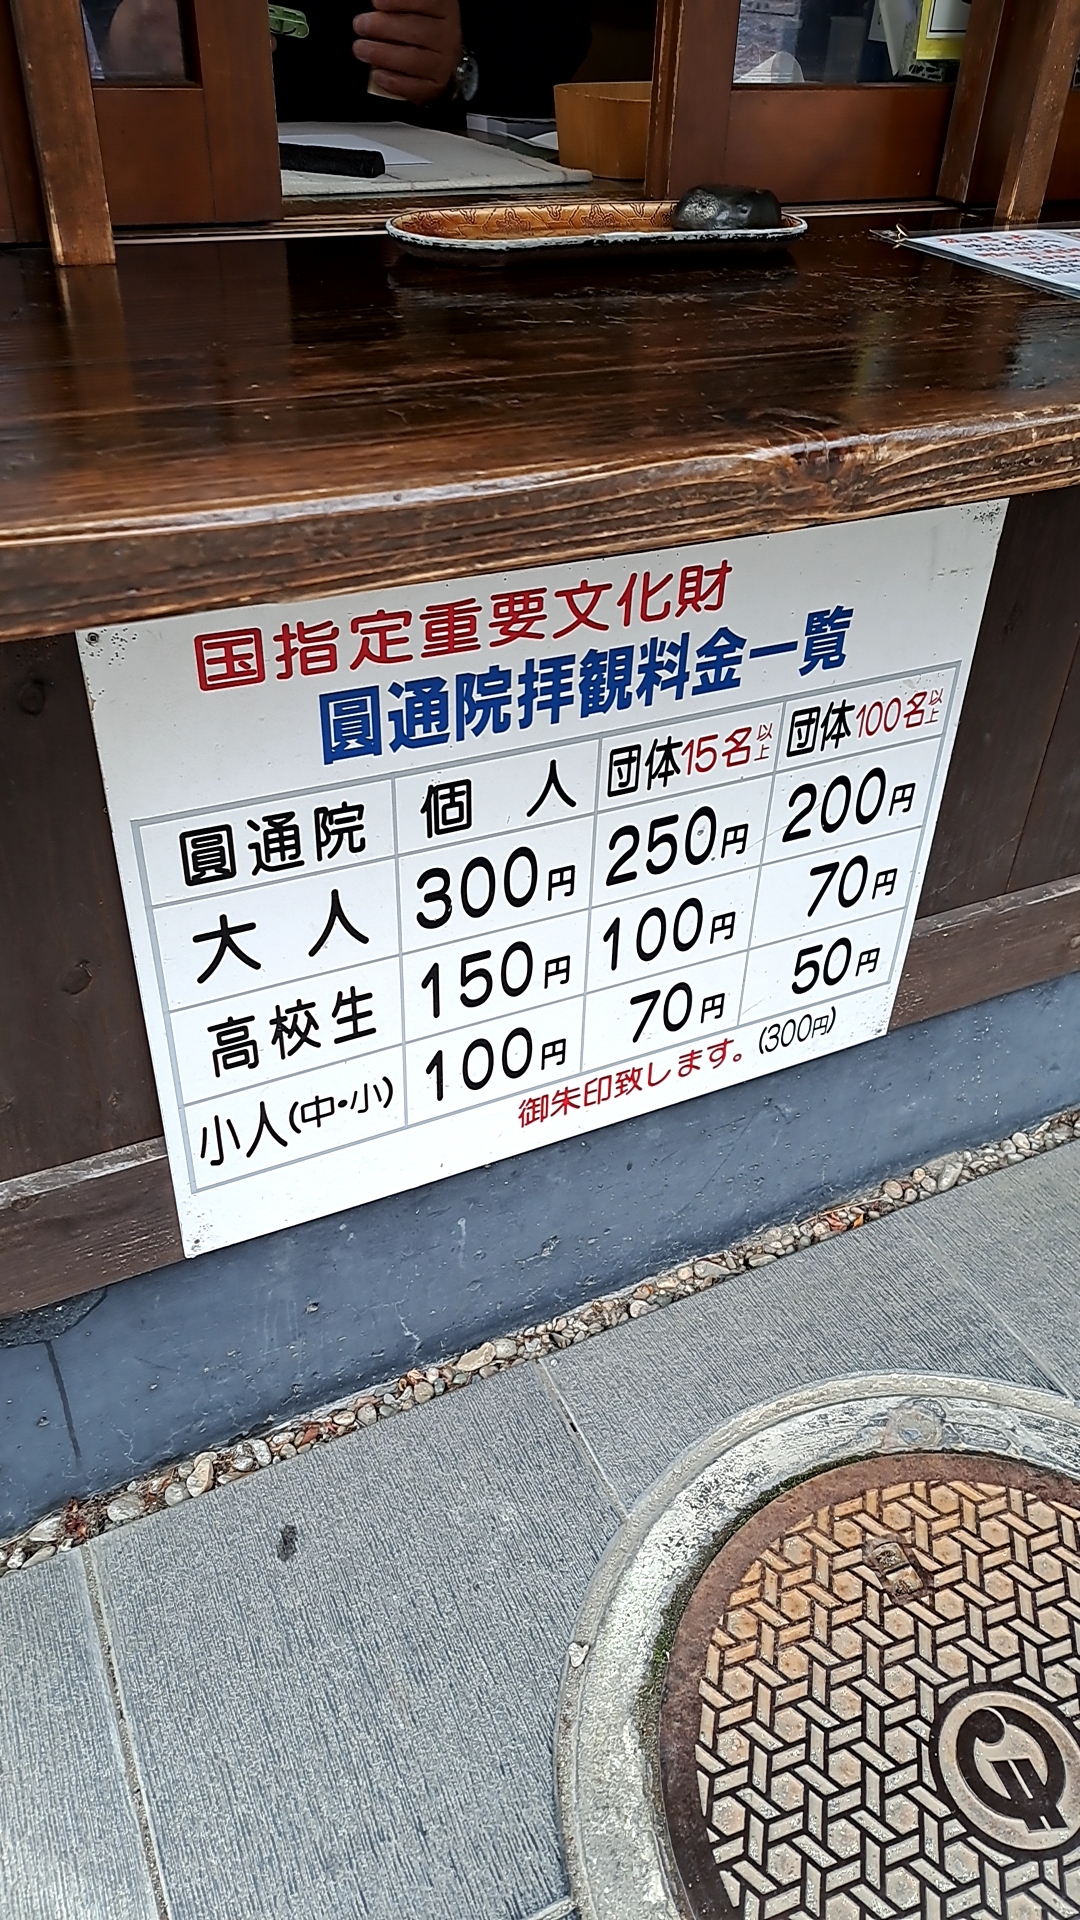 国指定重要文化財
圓通院拝観料金一覧
圓通院 個人 団体15名以上 団体100名以上
大人 300円 250円 200円
高校生 150円 100円 70円
小人(中・小) 100円 70円 50円
御朱印致します。(300円)